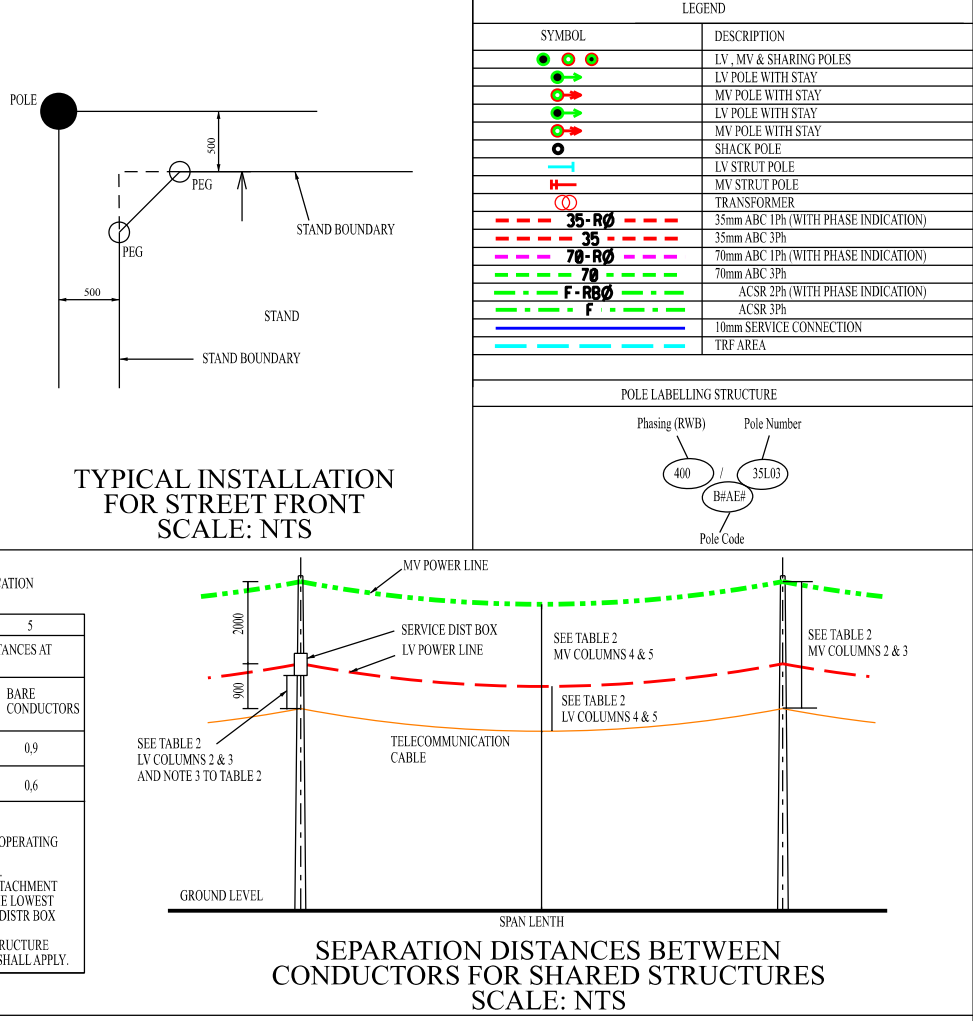 POLE
500
PEG
STAND BOUNDARY
PEG
500
STAND
STAND BOUNDARY
TYPICAL INSTALLATION
FOR STREET FRONT
SCALE: NTS
LEGEND
SYMBOL DESCRIPTION
LV , MV & SHARING POLES
LV POLE WITH STAY
MV POLE WITH STAY
LV POLE WITH STAY
MV POLE WITH STAY
SHACK POLE
LV STRUT POLE
MV STRUT POLE
TRANSFORMER
35-RØ 35mm ABC 1Ph (WITH PHASE INDICATION)
35 35mm ABC 3Ph
70-RØ 70mm ABC 1Ph (WITH PHASE INDICATION)
70 70mm ABC 3Ph
F-RBØ ACSR 2Ph (WITH PHASE INDICATION)
F ACSR 3Ph
10mm SERVICE CONNECTION
TRF AREA
POLE LABELLING STRUCTURE
Phasing (RWB) Pole Number
400 / 35L03
B#AE#
Pole Code
CATION
5
TANCES AT
BARE
CONDUCTORS
0,9
0,6
OPERATING
TACHMENT
E LOWEST
DISTR BOX
RUCTURE
SHALL APPLY.
MV POWER LINE
2000
SERVICE DIST BOX
LV POWER LINE
900
SEE TABLE 2
MV COLUMNS 4 & 5
SEE TABLE 2
MV COLUMNS 2 & 3
SEE TABLE 2
LV COLUMNS 4 & 5
SEE TABLE 2
LV COLUMNS 2 & 3
AND NOTE 3 TO TABLE 2
TELECOMMUNICATION
CABLE
GROUND LEVEL
SPAN LENTH
SEPARATION DISTANCES BETWEEN
CONDUCTORS FOR SHARED STRUCTURES
SCALE: NTS